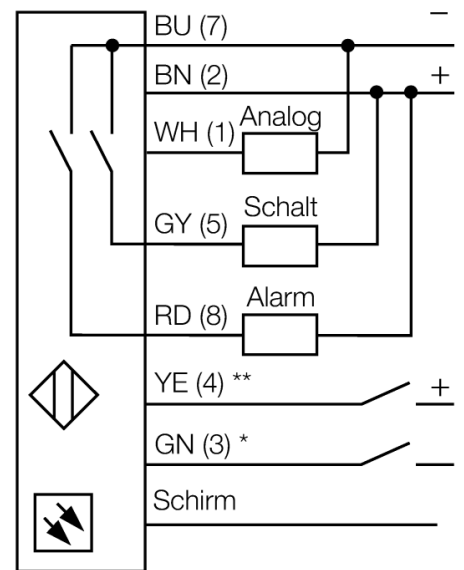 BU (7) −
BN (2) +
WH (1) Analog
GY (5) Schalt
RD (8) Alarm
YE (4) ** +
GN (3) *
Schirm